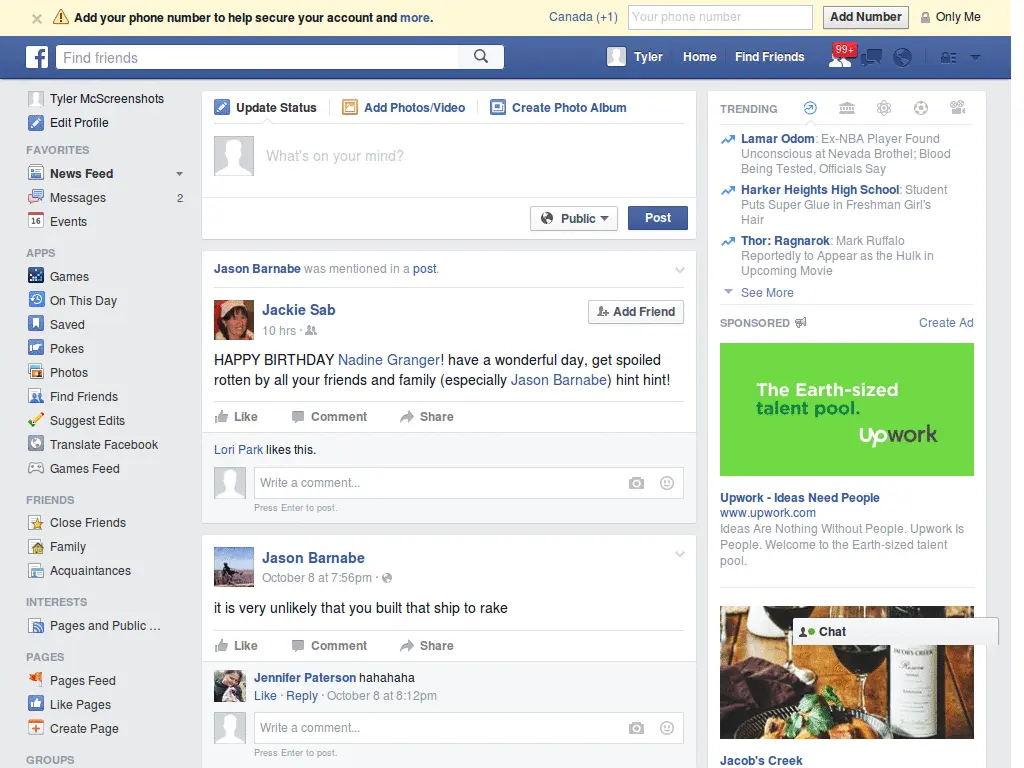 Add your phone number to help secure your account and more.
Canada (+1)
Your phone number
Add Number
Only Me
Find friends
Tyler
Home
Find Friends
99+
Tyler McScreenshots
Edit Profile
FAVORITES
News Feed
Messages 2
16 Events
APPS
Games
On This Day
Saved
Pokes
Photos
Find Friends
Suggest Edits
Translate Facebook
Games Feed
FRIENDS
Close Friends
Family
Acquaintances
INTERESTS
Pages and Public ...
PAGES
Pages Feed
Like Pages
Create Page
GROUPS
Update Status
Add Photos/Video
Create Photo Album
What's on your mind?
Public
Post
Jason Barnabe was mentioned in a post.
Jackie Sab
10 hrs ·
Add Friend
HAPPY BIRTHDAY Nadine Granger! have a wonderful day, get spoiled
rotten by all your friends and family (especially Jason Barnabe) hint hint!
Like Comment Share
Lori Park likes this.
Write a comment...
Press Enter to post.
Jason Barnabe
October 8 at 7:56pm ·
it is very unlikely that you built that ship to rake
Like Comment Share
Jennifer Paterson hahahaha
Like · Reply · October 8 at 8:12pm
Write a comment...
Press Enter to post.
TRENDING
Lamar Odom: Ex-NBA Player Found
Unconscious at Nevada Brothel; Blood
Being Tested, Officials Say
Harker Heights High School: Student
Puts Super Glue in Freshman Girl's
Hair
Thor: Ragnarok: Mark Ruffalo
Reportedly to Appear as the Hulk in
Upcoming Movie
See More
SPONSORED
Create Ad
The Earth-sized
talent pool.
Upwork
Upwork - Ideas Need People
www.upwork.com
Ideas Are Nothing Without People. Upwork Is
People. Welcome to the Earth-sized talent
pool.
Chat
JACOB'S CREEK
Reserve
Jacob's Creek